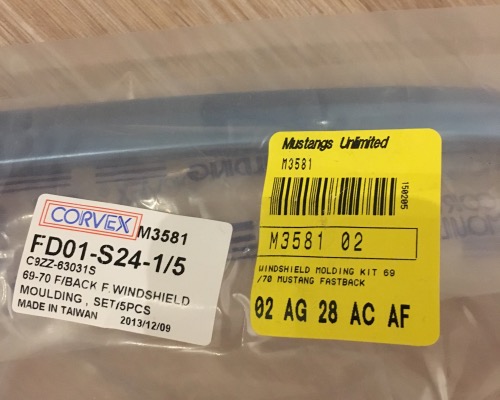 CORVEX
M3581
FD01-S24-1/5
C9ZZ-63031S
69-70 F/BACK F.WINDSHIELD
MOULDING , SET/5PCS
MADE IN TAIWAN 2013/12/09
Mustangs Unlimited
M3581
150205
M3581 02
WINDSHIELD MOLDING KIT 69
/70 MUSTANG FASTBACK
02 AG 28 AC AF